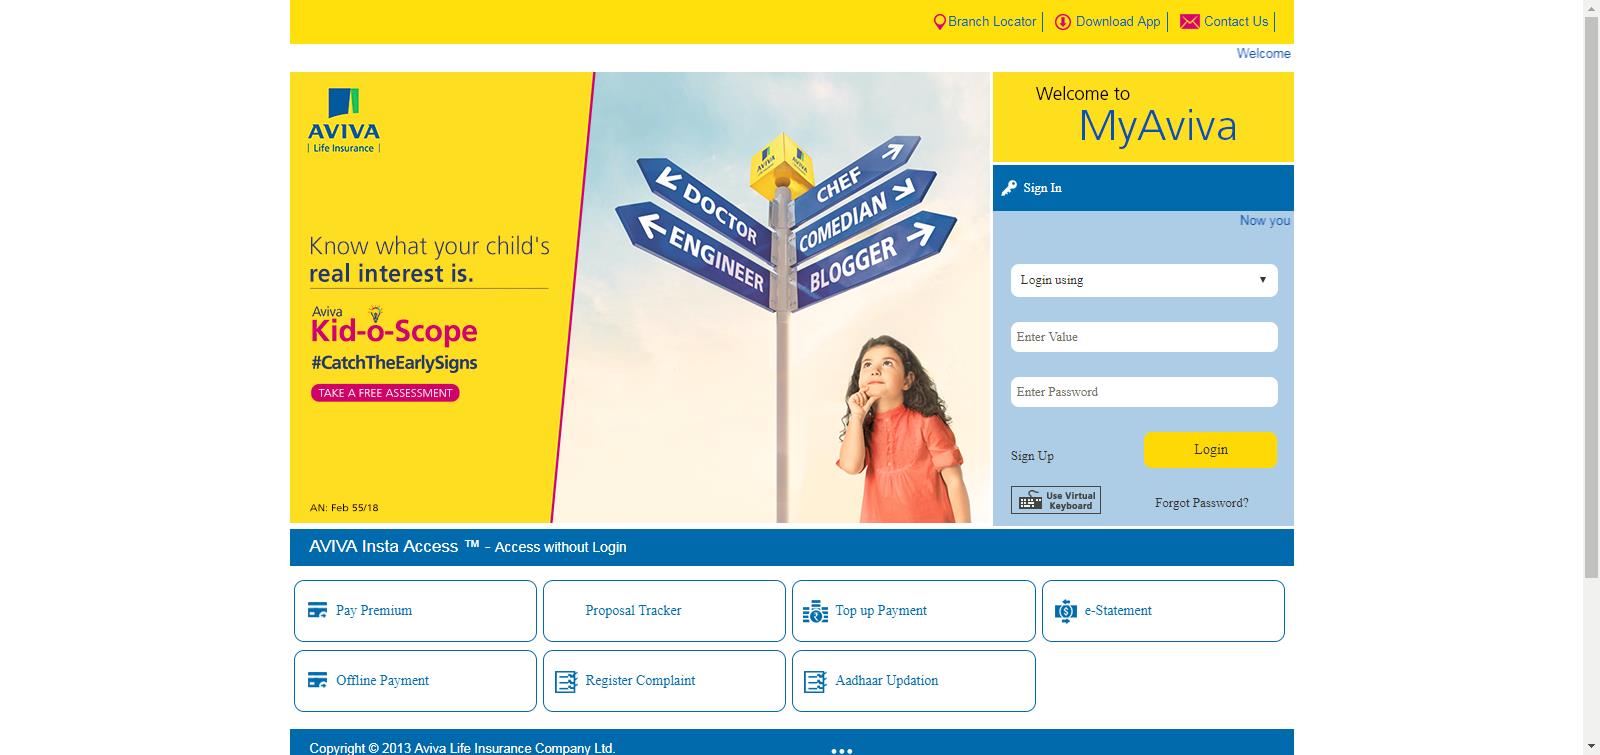 Branch Locator
Download App
Contact Us
Welcome
AVIVA
Life Insurance
Know what your child's
real interest is.
Aviva
Kid-o-Scope
#CatchTheEarlySigns
TAKE A FREE ASSESSMENT
AN: Feb 55/18
AVIVA
AVIVA
DOCTOR
ENGINEER
CHEF
COMEDIAN
BLOGGER
Welcome to
MyAviva
Sign In
Now you
Login using
Enter Value
Enter Password
Sign Up
Login
Use Virtual
Keyboard
Forgot Password?
AVIVA Insta Access ™ - Access without Login
Pay Premium
Proposal Tracker
Top up Payment
e-Statement
Offline Payment
Register Complaint
Aadhaar Updation
Copyright © 2013 Aviva Life Insurance Company Ltd.